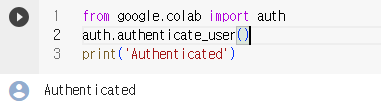 1 from google.colab import auth
2 auth.authenticate_user()
3 print('Authenticated')
Authenticated